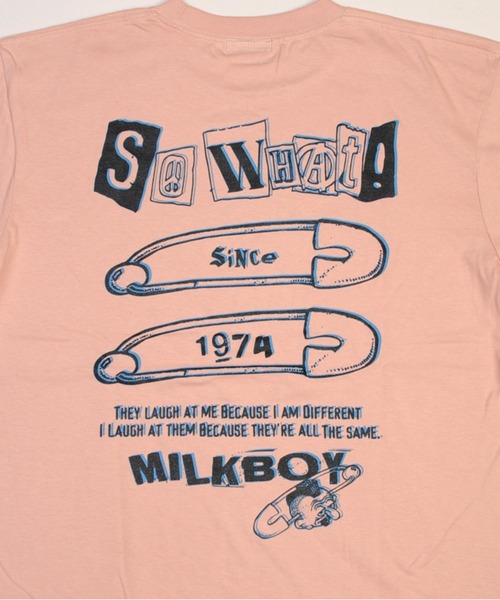 So What!
SiNCe
1974
THEY LAUGH AT ME BECAUSE I AM DIFFERENT
I LAUGH AT THEM BECAUSE THEY'RE ALL THE SAME.
MILKBOY